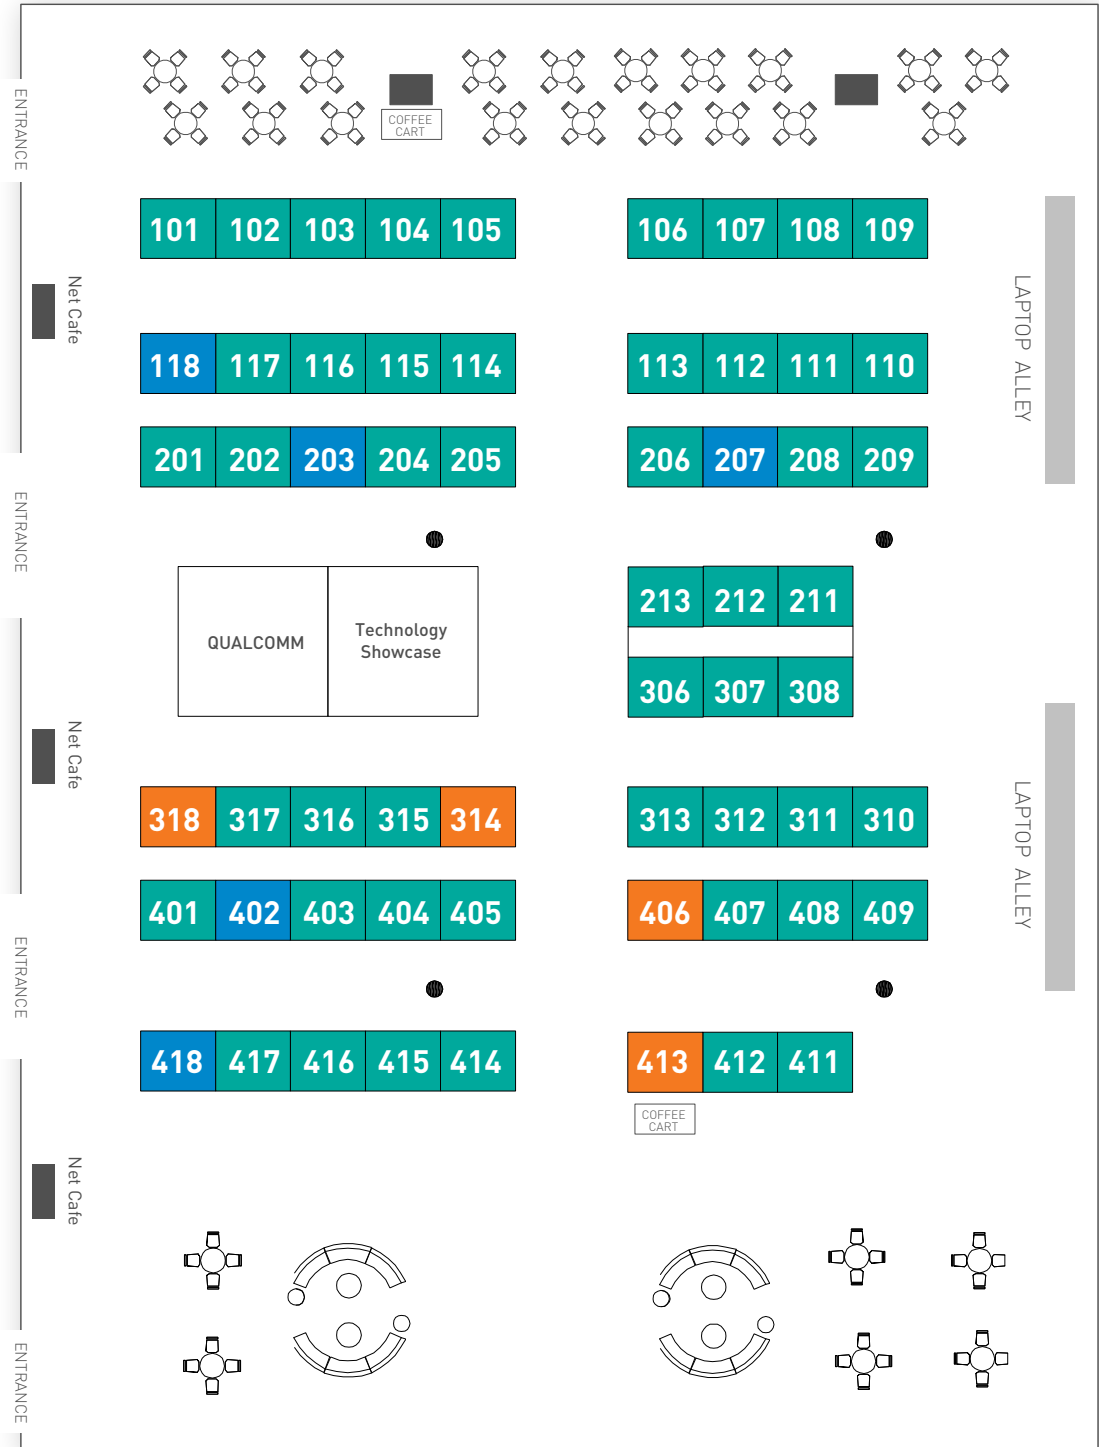 ENTRANCE
COFFEE
CART
101 102 103 104 105
106 107 108 109
Net Cafe
LAPTOP ALLEY
118 117 116 115 114
113 112 111 110
201 202 203 204 205
206 207 208 209
ENTRANCE
QUALCOMM
Technology
Showcase
213 212 211
306 307 308
Net Cafe
LAPTOP ALLEY
318 317 316 315 314
313 312 311 310
401 402 403 404 405
406 407 408 409
ENTRANCE
418 417 416 415 414
413 412 411
COFFEE
CART
Net Cafe
ENTRANCE